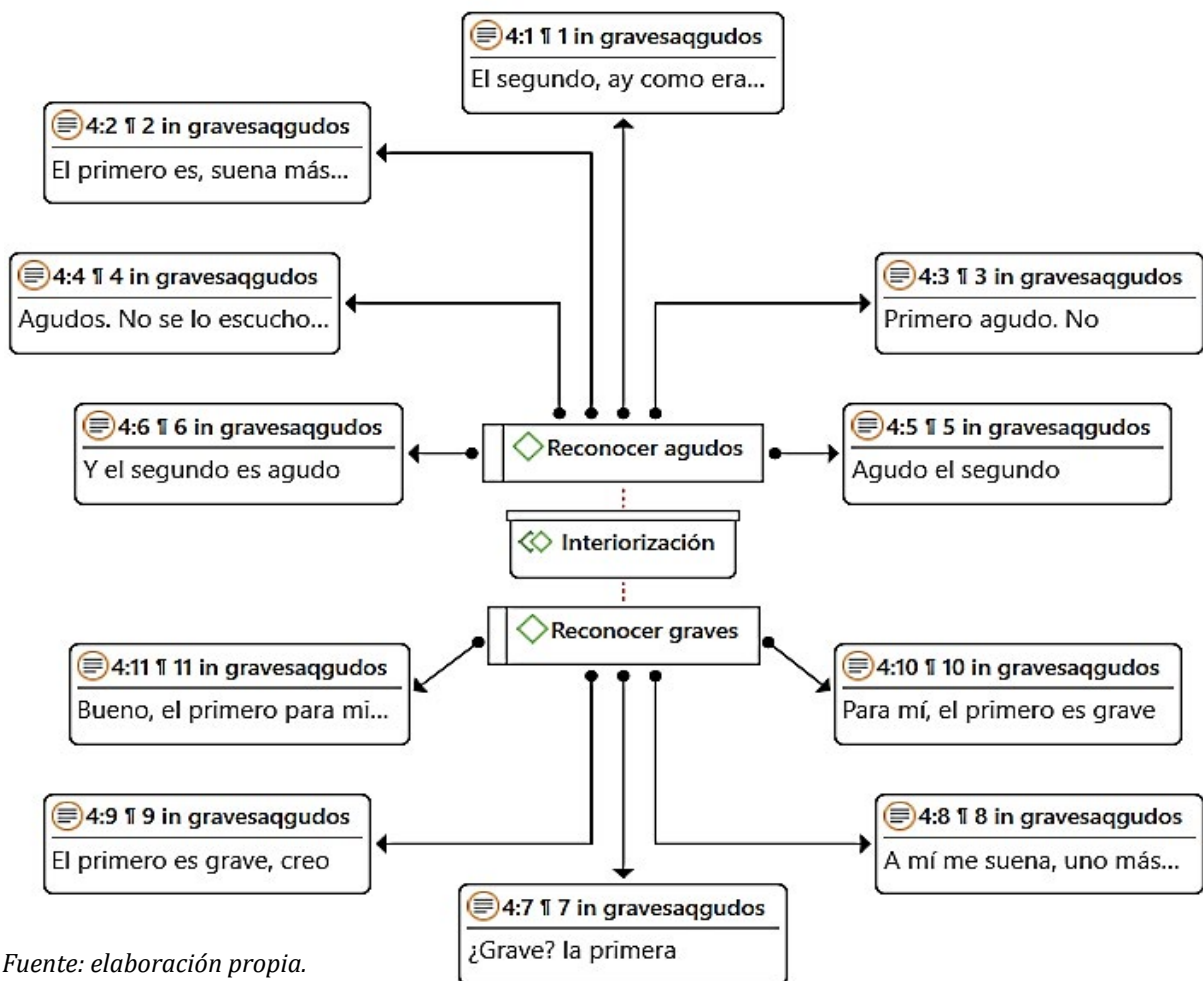 4:1 ¶ 1 in gravesaqgudos
El segundo, ay como era...
4:2 ¶ 2 in gravesaqgudos
El primero es, suena más...
4:4 ¶ 4 in gravesaqgudos
Agudos. No se lo escucho...
4:3 ¶ 3 in gravesaqgudos
Primero agudo. No
4:6 ¶ 6 in gravesaqgudos
Y el segundo es agudo
Reconocer agudos
4:5 ¶ 5 in gravesaqgudos
Agudo el segundo
Interiorización
Reconocer graves
4:11 ¶ 11 in gravesaqgudos
Bueno, el primero para mi...
4:10 ¶ 10 in gravesaqgudos
Para mí, el primero es grave
4:9 ¶ 9 in gravesaqgudos
El primero es grave, creo
4:8 ¶ 8 in gravesaqgudos
A mí me suena, uno más...
4:7 ¶ 7 in gravesaqgudos
¿Grave? la primera
Fuente: elaboración propia.